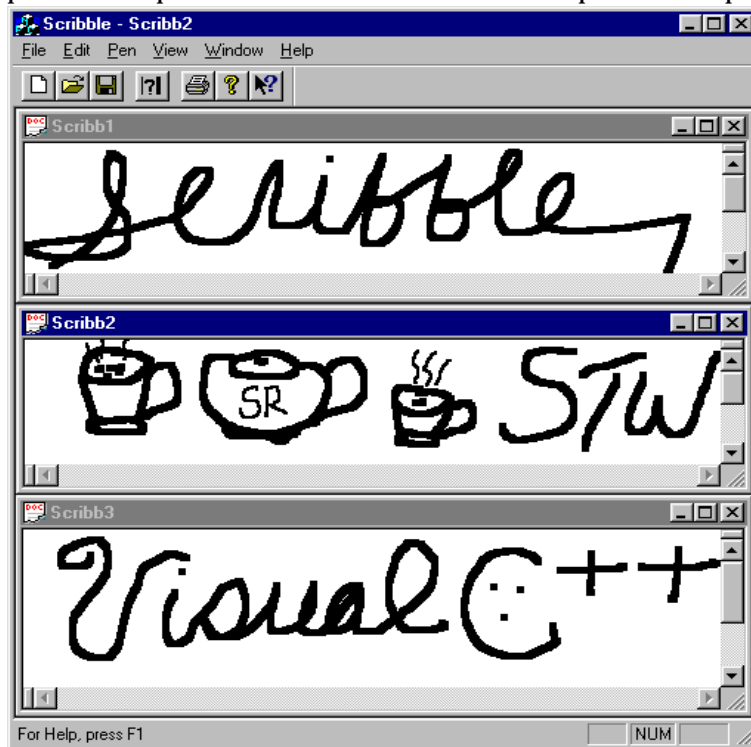 Scribble - Scribb2
File Edit Pen View Window Help
Scribb1
Scribble
Scribb2
SR STW
Scribb3
Visual C++
For Help, press F1 NUM